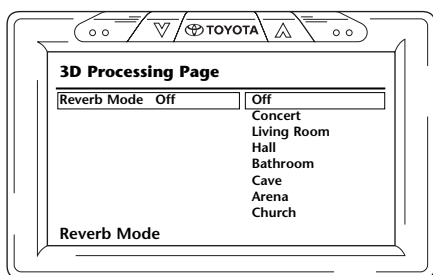 TOYOTA
3D Processing Page
Reverb Mode Off
Off
Concert
Living Room
Hall
Bathroom
Cave
Arena
Church
Reverb Mode